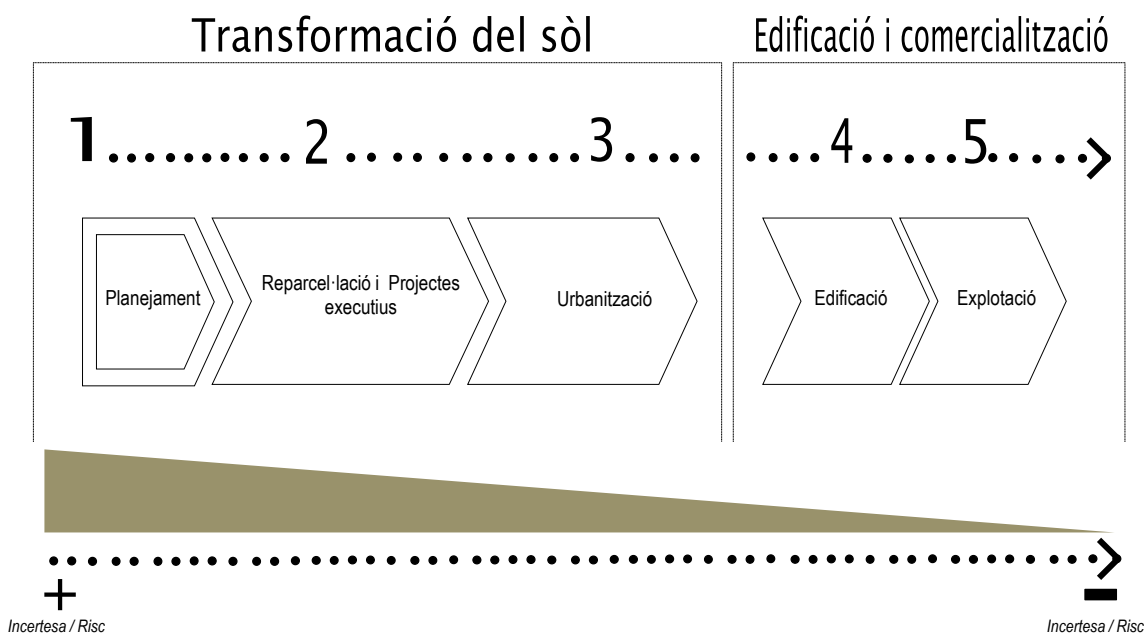 Transformació del sòl
Edificació i comercialització
1 2 3 4 5
Planejament
Reparcel·lació i Projectes
executius
Urbanització
Edificació
Explotació
+
-
Incertesa / Risc
Incertesa / Risc